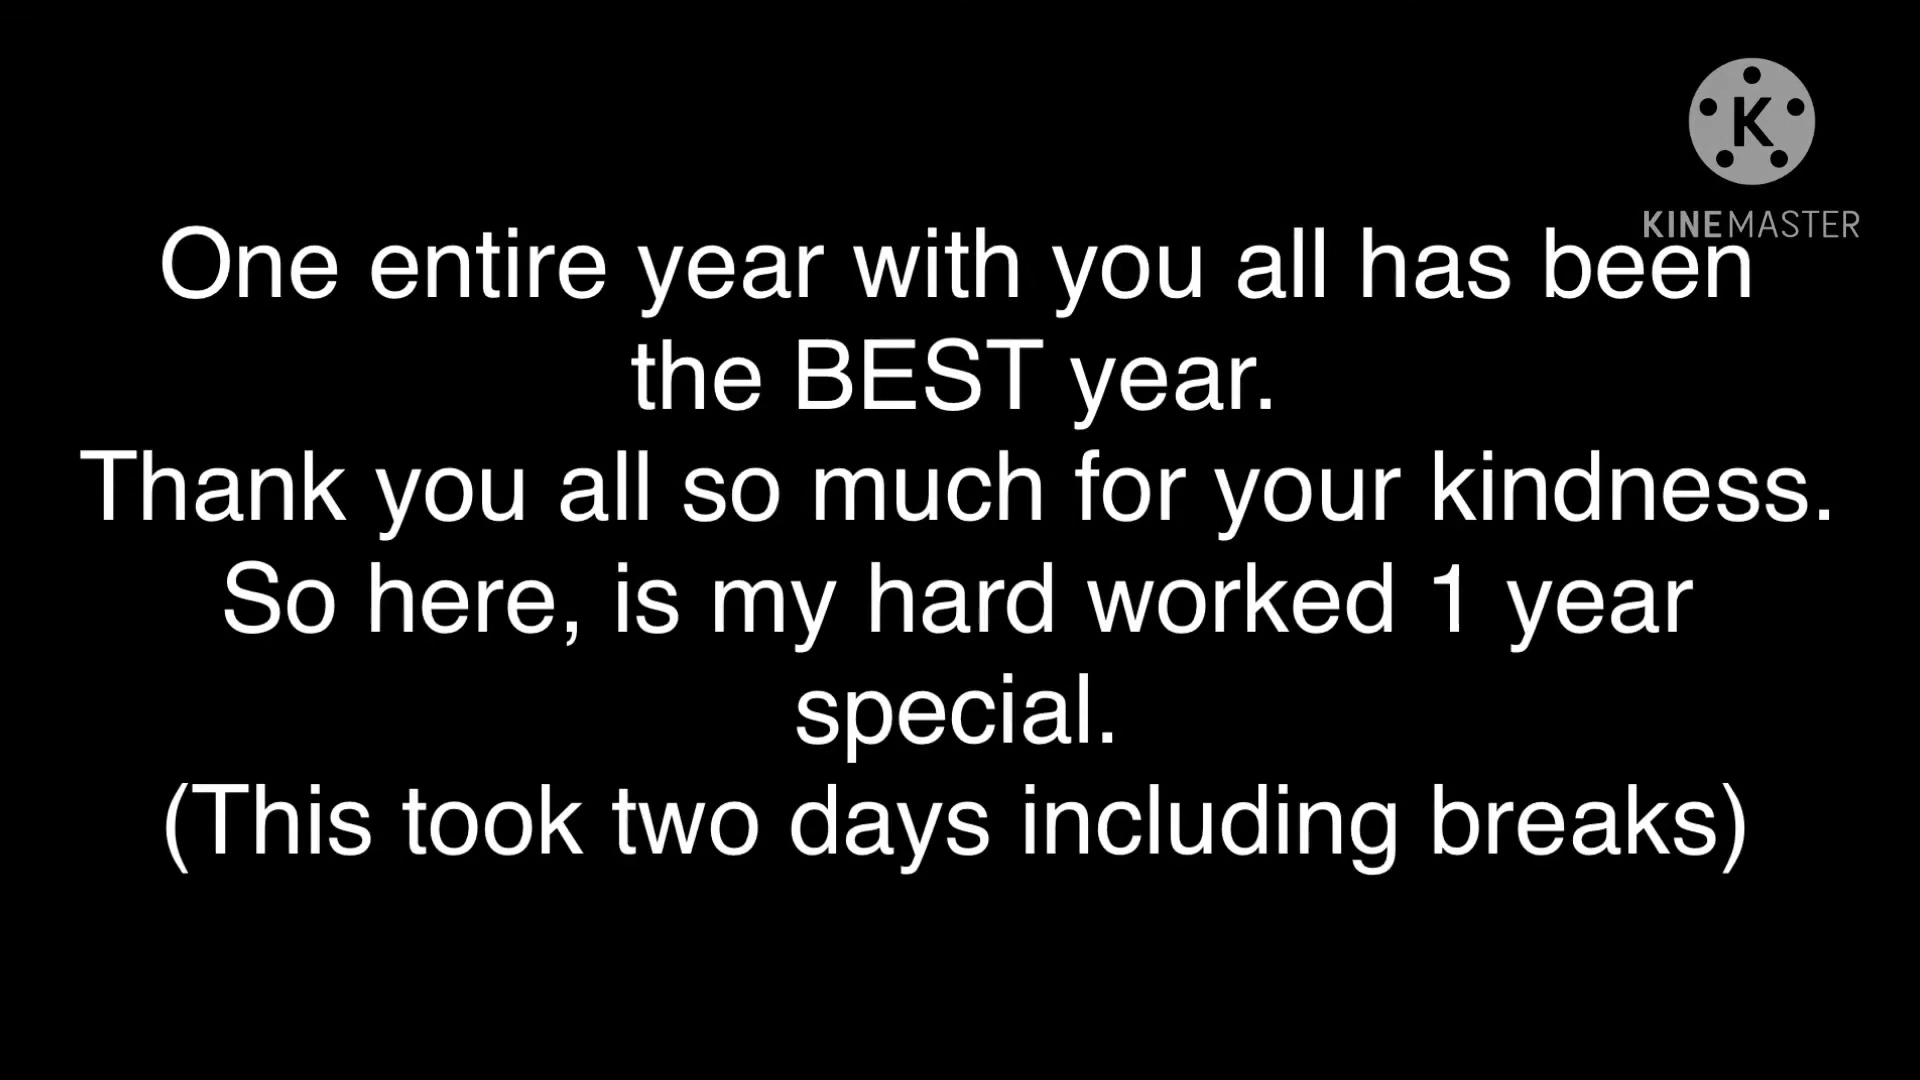 K
KINEMASTER
One entire year with you all has been
the BEST year.
Thank you all so much for your kindness.
So here, is my hard worked 1 year
special.
(This took two days including breaks)